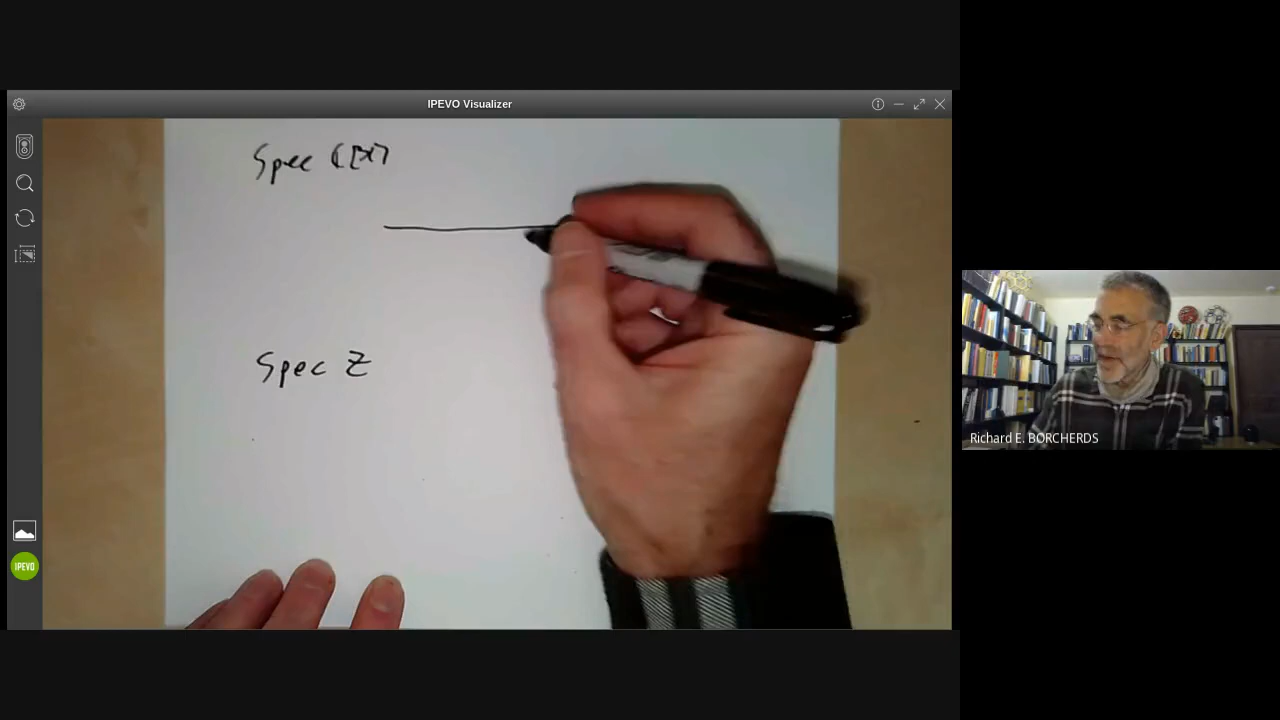 IPEVO Visualizer
Spec ℂ[x]
Spec Z
IPEVO
Richard E. BORCHERDS